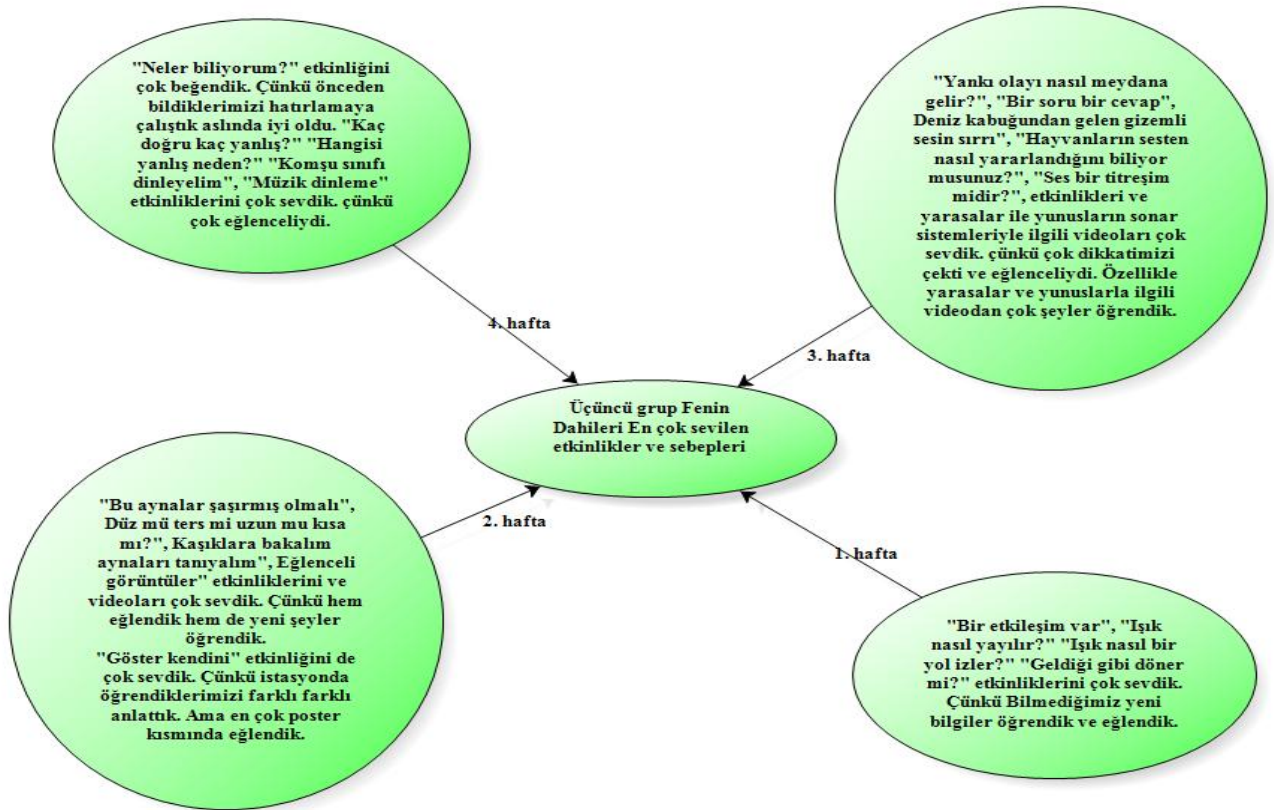 "Neler biliyorum?" etkinliğini
çok beğendik. Çünkü önceden
bildiklerimizi hatırlamaya
çalıştık aslında iyi oldu. "Kaç
doğru kaç yanlış?" "Hangisi
yanlış neden?" "Komşu sınıfı
dinleyelim", "Müzik dinleme"
etkinliklerini çok sevdik. çünkü
çok eğlenceliydi.
"Yankı olayı nasıl meydana
gelir?", "Bir soru bir cevap",
Deniz kabuğundan gelen gizemli
sesin sırrı", "Hayvanların sesten
nasıl yararlandığını biliyor
musunuz?", "Ses bir titreşim
midir?", etkinlikleri ve
yarasalar ile yunusların sonar
sistemleriyle ilgili videoları çok
sevdik. çünkü çok dikkatimizi
çekti ve eğlenceliydi. Özellikle
yarasalar ve yunuslarla ilgili
videodan çok şeyler öğrendik.
4. hafta
3. hafta
Üçüncü grup Fenin
Dahileri En çok sevilen
etkinlikler ve sebepleri
"Bu aynalar şaşırmış olmalı",
Düz mü ters mi uzun mu kısa
mı?", Kaşıklara bakalım
aynaları tanıyalım", Eğlenceli
görüntüler" etkinliklerini ve
videoları çok sevdik. Çünkü hem
eğlendik hem de yeni şeyler
öğrendik.
"Göster kendini" etkinliğini de
çok sevdik. Çünkü istasyonda
öğrendiklerimizi farklı farklı
anlattık. Ama en çok poster
kısmında eğlendik.
2. hafta
1. hafta
"Bir etkileşim var", "Işık
nasıl yayılır?" "Işık nasıl bir
yol izler?" "Geldiği gibi döner
mi?" etkinliklerini çok sevdik.
Çünkü Bilmediğimiz yeni
bilgiler öğrendik ve eğlendik.